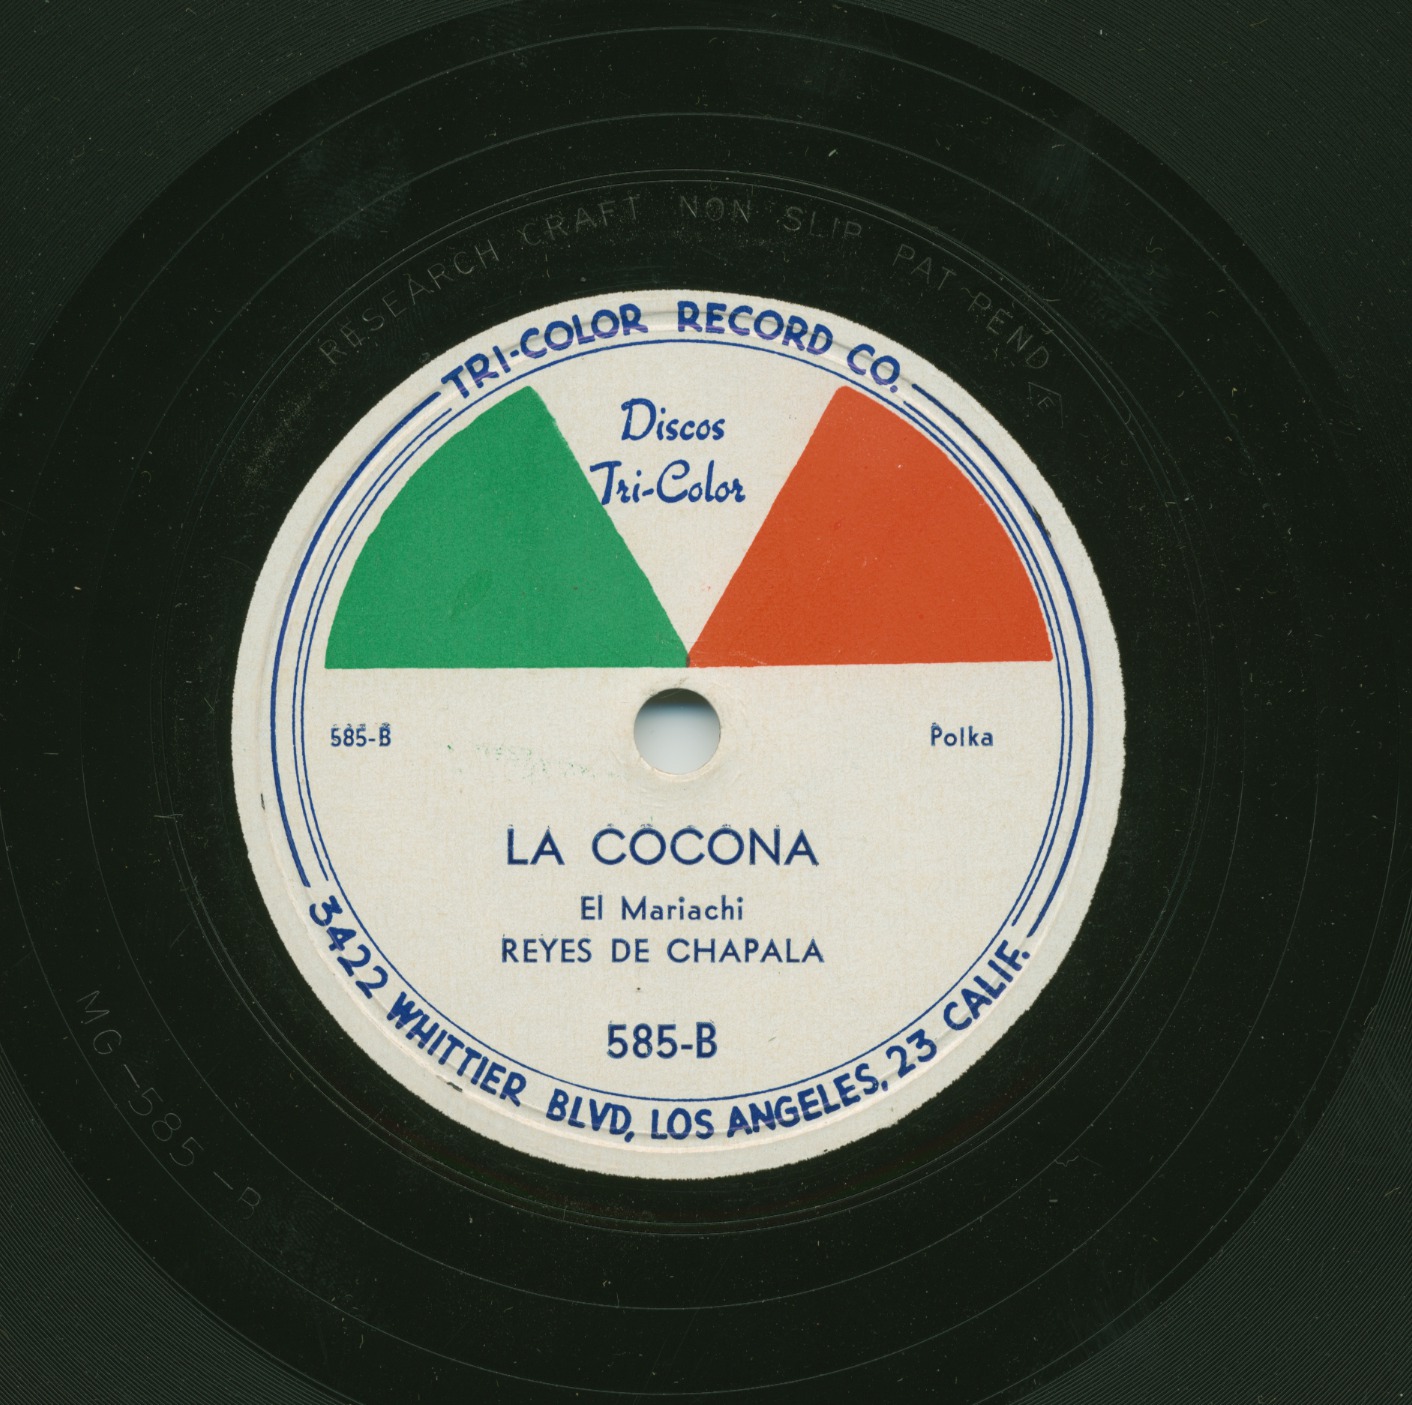 RESEARCH CRAFT NON SLIP PAT PEND
TRI-COLOR RECORD CO.
Discos
Tri-Color
585-B
Polka
LA COCONA
El Mariachi
REYES DE CHAPALA
585-B
3422 WHITTIER BLVD, LOS ANGELES, 23 CALIF.
MG-585-B